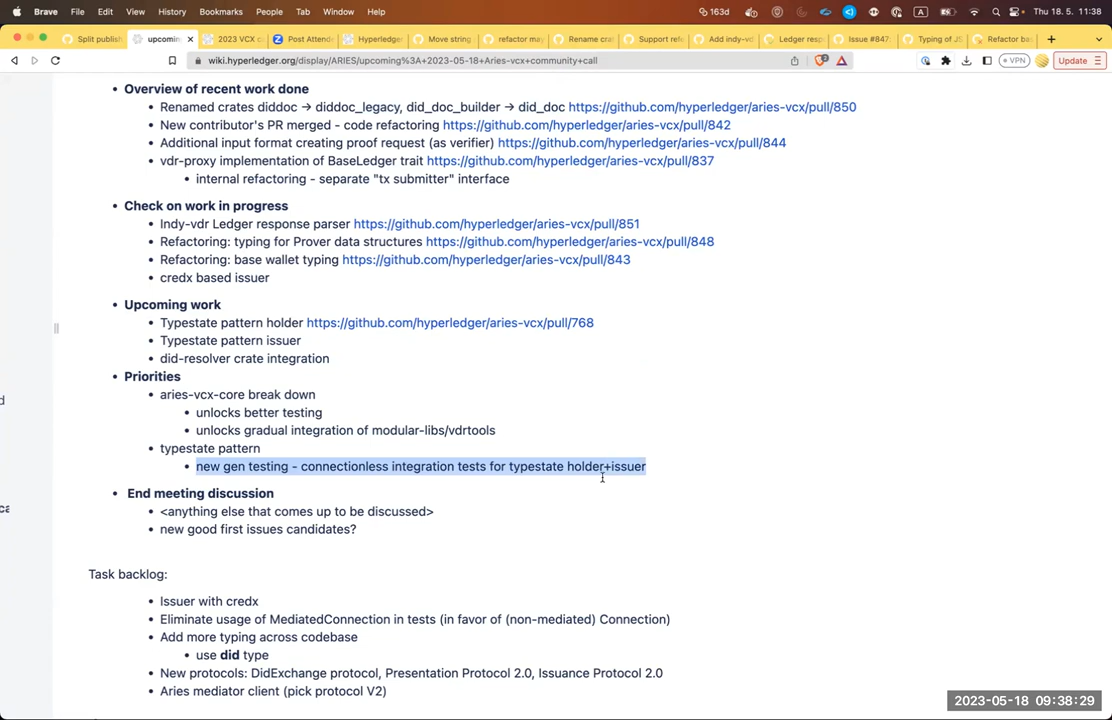 Brave File Edit View History Bookmarks People Tab Window Help 163d A Thu 18. 5. 11:38
Split publish upcoming 2023 VCX c Post Attende Hyperledger Move string refactor may Rename crat Support refe Add indy-vd Ledger resp Issue #847: Typing of JS Refactor bas
wiki.hyperledger.org/display/ARIES/upcoming%3A+2023-05-18+Aries-vcx+community+call VPN Update
Overview of recent work done
Renamed crates diddoc → diddoc_legacy, did_doc_builder → did_doc https://github.com/hyperledger/aries-vcx/pull/850
New contributor's PR merged - code refactoring https://github.com/hyperledger/aries-vcx/pull/842
Additional input format creating proof request (as verifier) https://github.com/hyperledger/aries-vcx/pull/844
vdr-proxy implementation of BaseLedger trait https://github.com/hyperledger/aries-vcx/pull/837
internal refactoring - separate "tx submitter" interface
Check on work in progress
Indy-vdr Ledger response parser https://github.com/hyperledger/aries-vcx/pull/851
Refactoring: typing for Prover data structures https://github.com/hyperledger/aries-vcx/pull/848
Refactoring: base wallet typing https://github.com/hyperledger/aries-vcx/pull/843
credx based issuer
Upcoming work
Typestate pattern holder https://github.com/hyperledger/aries-vcx/pull/768
Typestate pattern issuer
did-resolver crate integration
Priorities
aries-vcx-core break down
unlocks better testing
unlocks gradual integration of modular-libs/vdrtools
typestate pattern
new gen testing - connectionless integration tests for typestate holder+issuer
End meeting discussion
<anything else that comes up to be discussed>
new good first issues candidates?
Task backlog:
Issuer with credx
Eliminate usage of MediatedConnection in tests (in favor of (non-mediated) Connection)
Add more typing across codebase
use did type
New protocols: DidExchange protocol, Presentation Protocol 2.0, Issuance Protocol 2.0
Aries mediator client (pick protocol V2)
2023-05-18 09:38:29